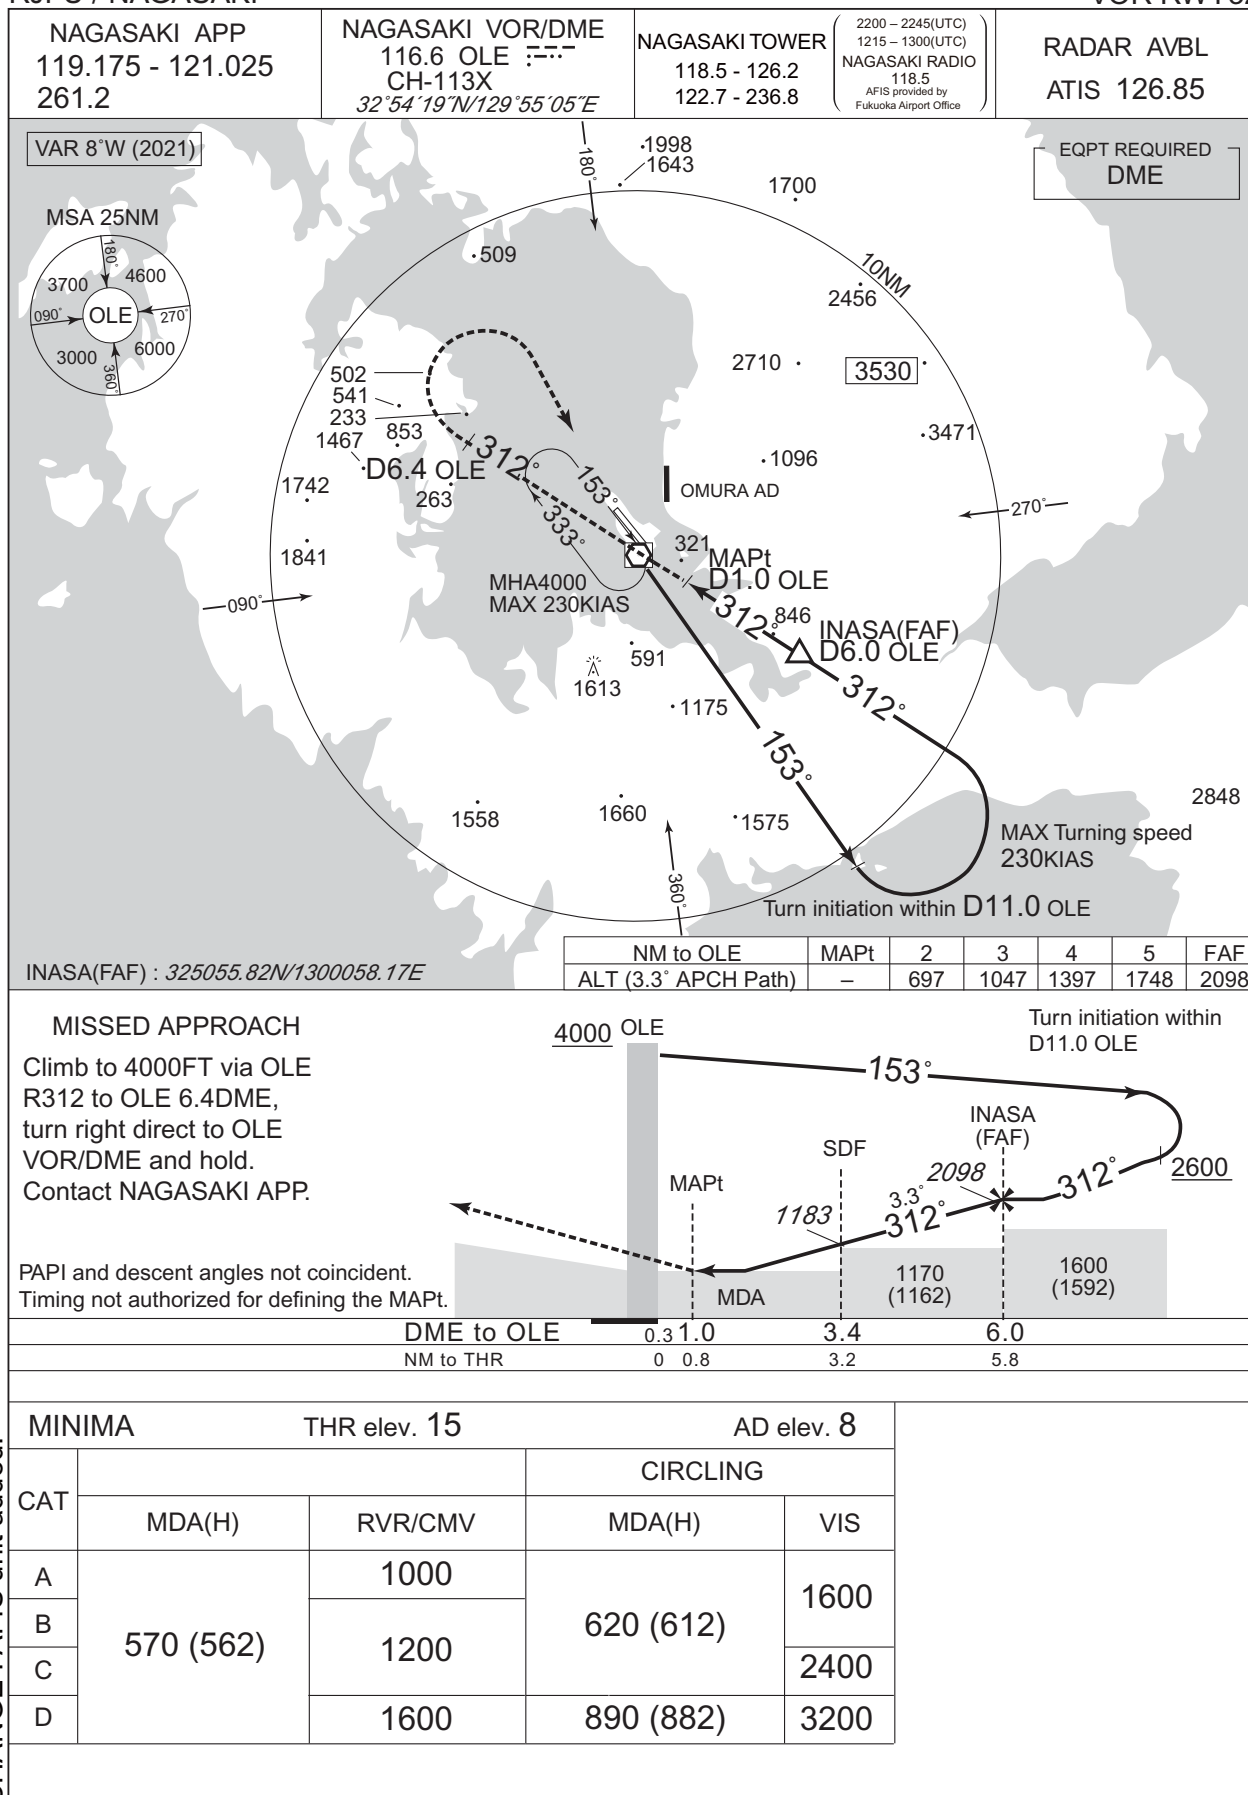 NAGASAKI APP
119.175 - 121.025
261.2
NAGASAKI VOR/DME
116.6 OLE
CH-113X
32°54´19˝N/129°55´05˝E
NAGASAKI TOWER
118.5 - 126.2
122.7 - 236.8
2200 – 2245(UTC)
1215 – 1300(UTC)
NAGASAKI RADIO
118.5
AFIS provided by
Fukuoka Airport Office
RADAR AVBL
ATIS 126.85
VAR 8°W (2021)
EQPT REQUIRED
DME
MSA 25NM
180°
3700
4600
090°
OLE
270°
3000
6000
360°
180°
1998
1643
1700
509
10NM
2456
2710
3530
3471
502
541
233
853
1467
D6.4 OLE
312°
153°
263
1742
1096
OMURA AD
270°
333°
1841
321
MAPt
D1.0 OLE
MHA4000
MAX 230KIAS
090°
312°
846
INASA(FAF)
D6.0 OLE
591
1613
312°
1175
153°
2848
1558
1660
1575
MAX Turning speed
230KIAS
360°
Turn initiation within D11.0 OLE
INASA(FAF) : 325055.82N/1300058.17E
NM to OLE MAPt 2 3 4 5 FAF
ALT (3.3° APCH Path) – 697 1047 1397 1748 2098
MISSED APPROACH
Climb to 4000FT via OLE
R312 to OLE 6.4DME,
turn right direct to OLE
VOR/DME and hold.
Contact NAGASAKI APP.
PAPI and descent angles not coincident.
Timing not authorized for defining the MAPt.
4000 OLE
Turn initiation within
D11.0 OLE
153°
INASA
(FAF)
SDF
2098
312°
2600
MAPt
1183
3.3°
312°
1170
(1162)
1600
(1592)
MDA
DME to OLE 0.3 1.0 3.4 6.0
NM to THR 0 0.8 3.2 5.8
MINIMA THR elev. 15 AD elev. 8
CAT
CIRCLING
MDA(H) RVR/CMV MDA(H) VIS
A 1000
1600
B
570 (562) 1200 620 (612)
C 2400
D 1600 890 (882) 3200